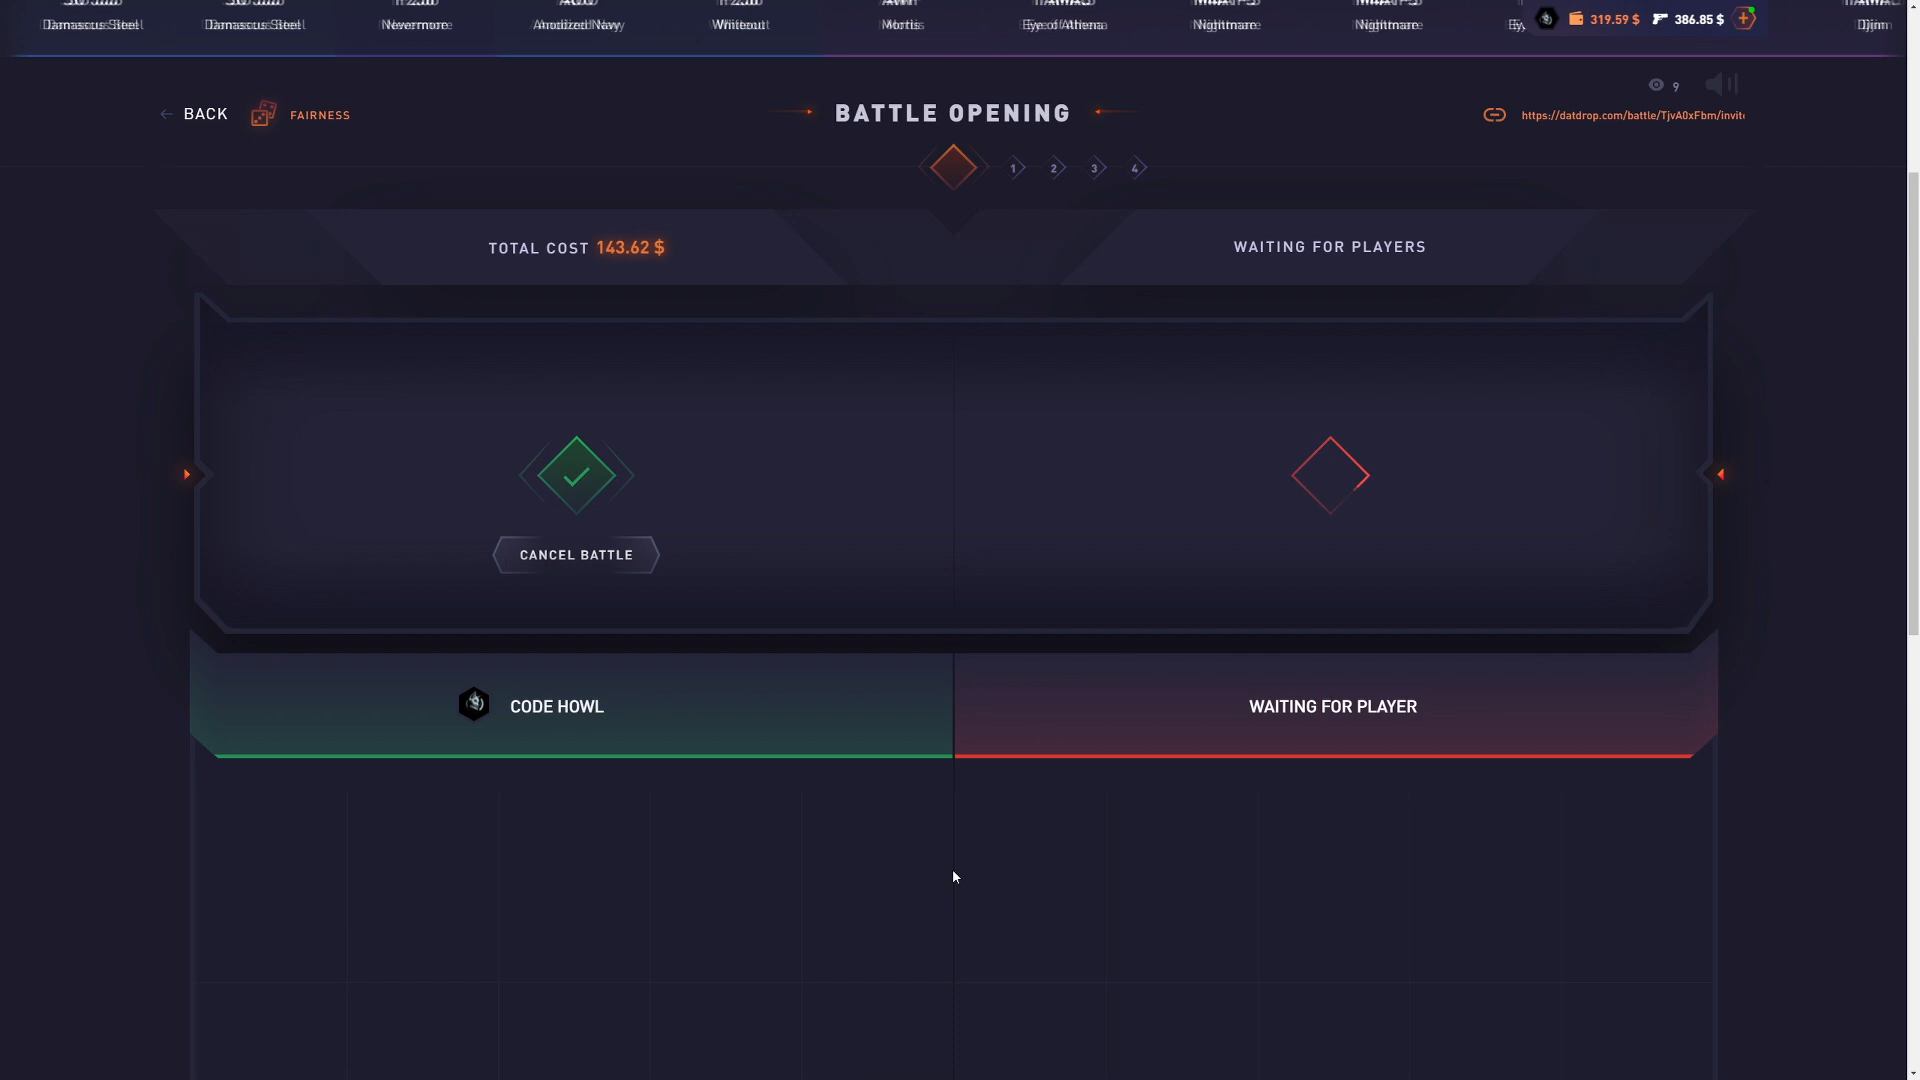 Damascus Steel Damascus Steel Nevermore Anodized Navy Whiteout Mortis Eye of Athena Nightmare Nightmare Djinn
319.59 $ 386.85 $
9
BACK FAIRNESS BATTLE OPENING https://datdrop.com/battle/TjvA0xFbm/invite
1 2 3 4
TOTAL COST 143.62 $ WAITING FOR PLAYERS
CANCEL BATTLE
CODE HOWL WAITING FOR PLAYER